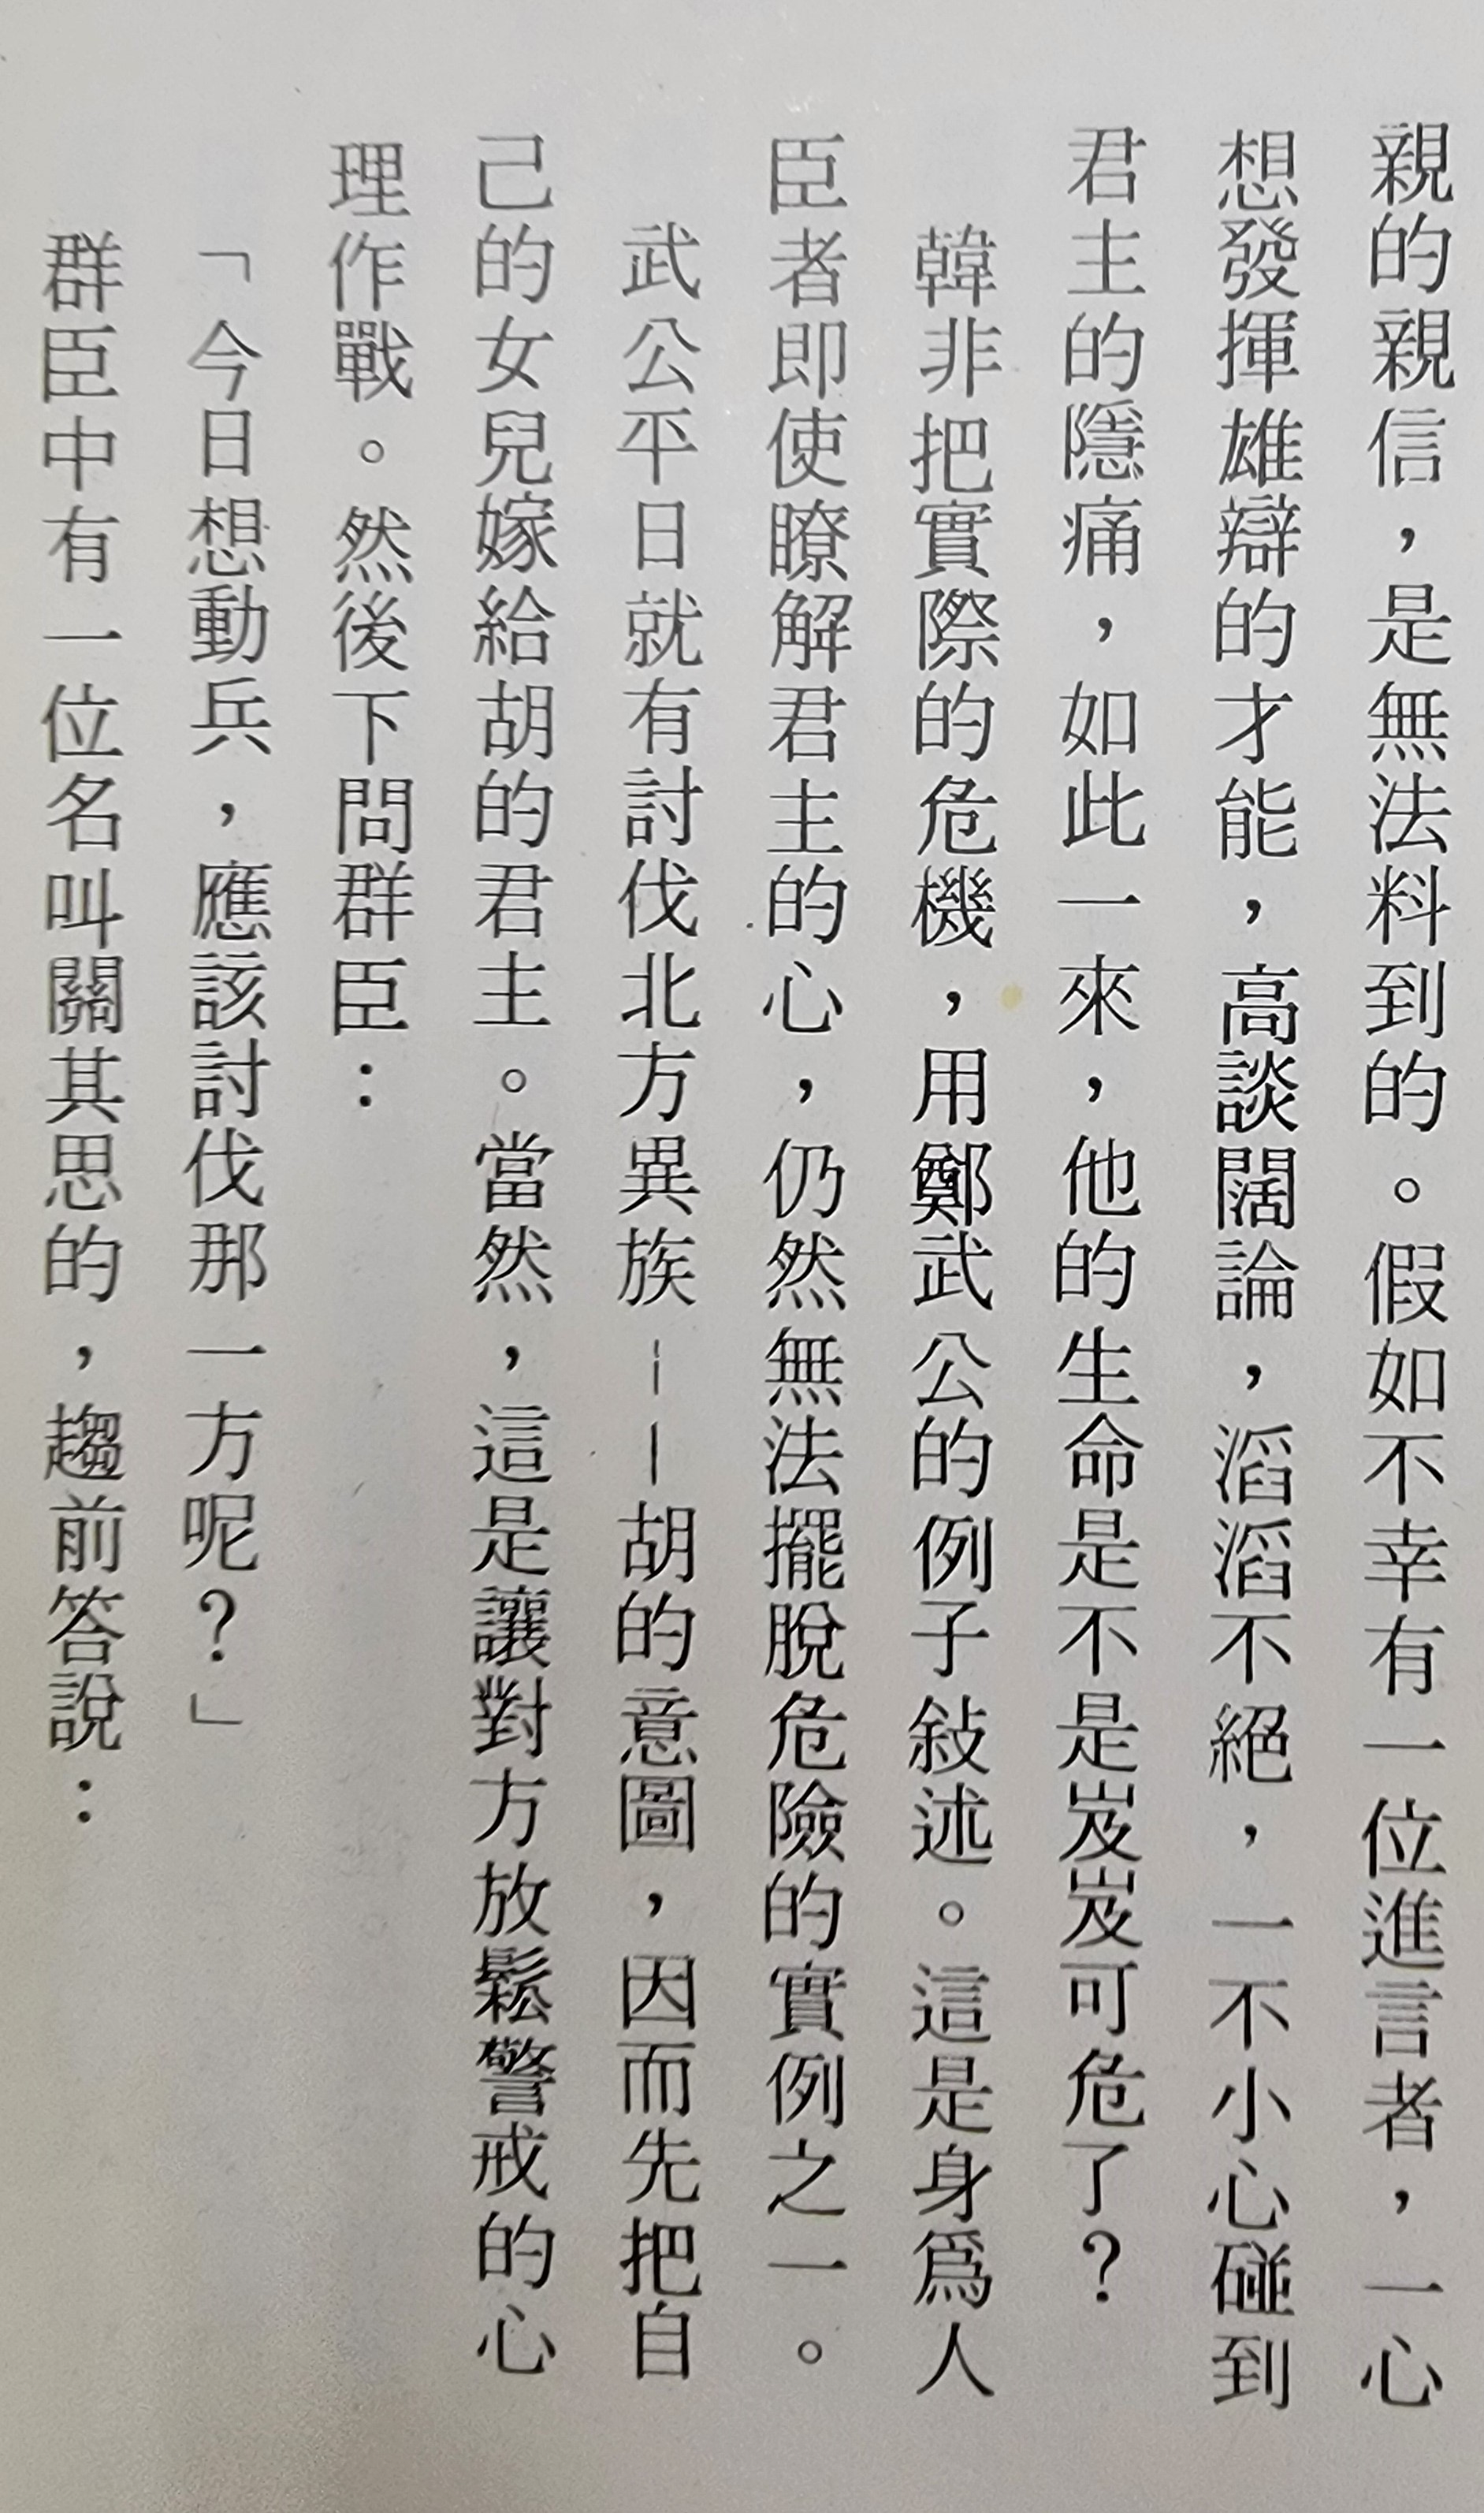 親的親信，是無法料到的。假如不幸有一位進言者，一心
想發揮雄辯的才能，高談闊論，滔滔不絕，一不小心碰到
君主的隱痛，如此一來，他的生命是不是岌岌可危了？
韓非把實際的危機，用鄭武公的例子敍述。這是身爲人
臣者即使瞭解君主的心，仍然無法擺脫危險的實例之一。
武公平日就有討伐北方異族——胡的意圖，因而先把自
己的女兒嫁給胡的君主。當然，這是讓對方放鬆警戒的心
理作戰。然後下問群臣：
「今日想動兵，應該討伐那一方呢？」
群臣中有一位名叫關其思的，趨前答說：